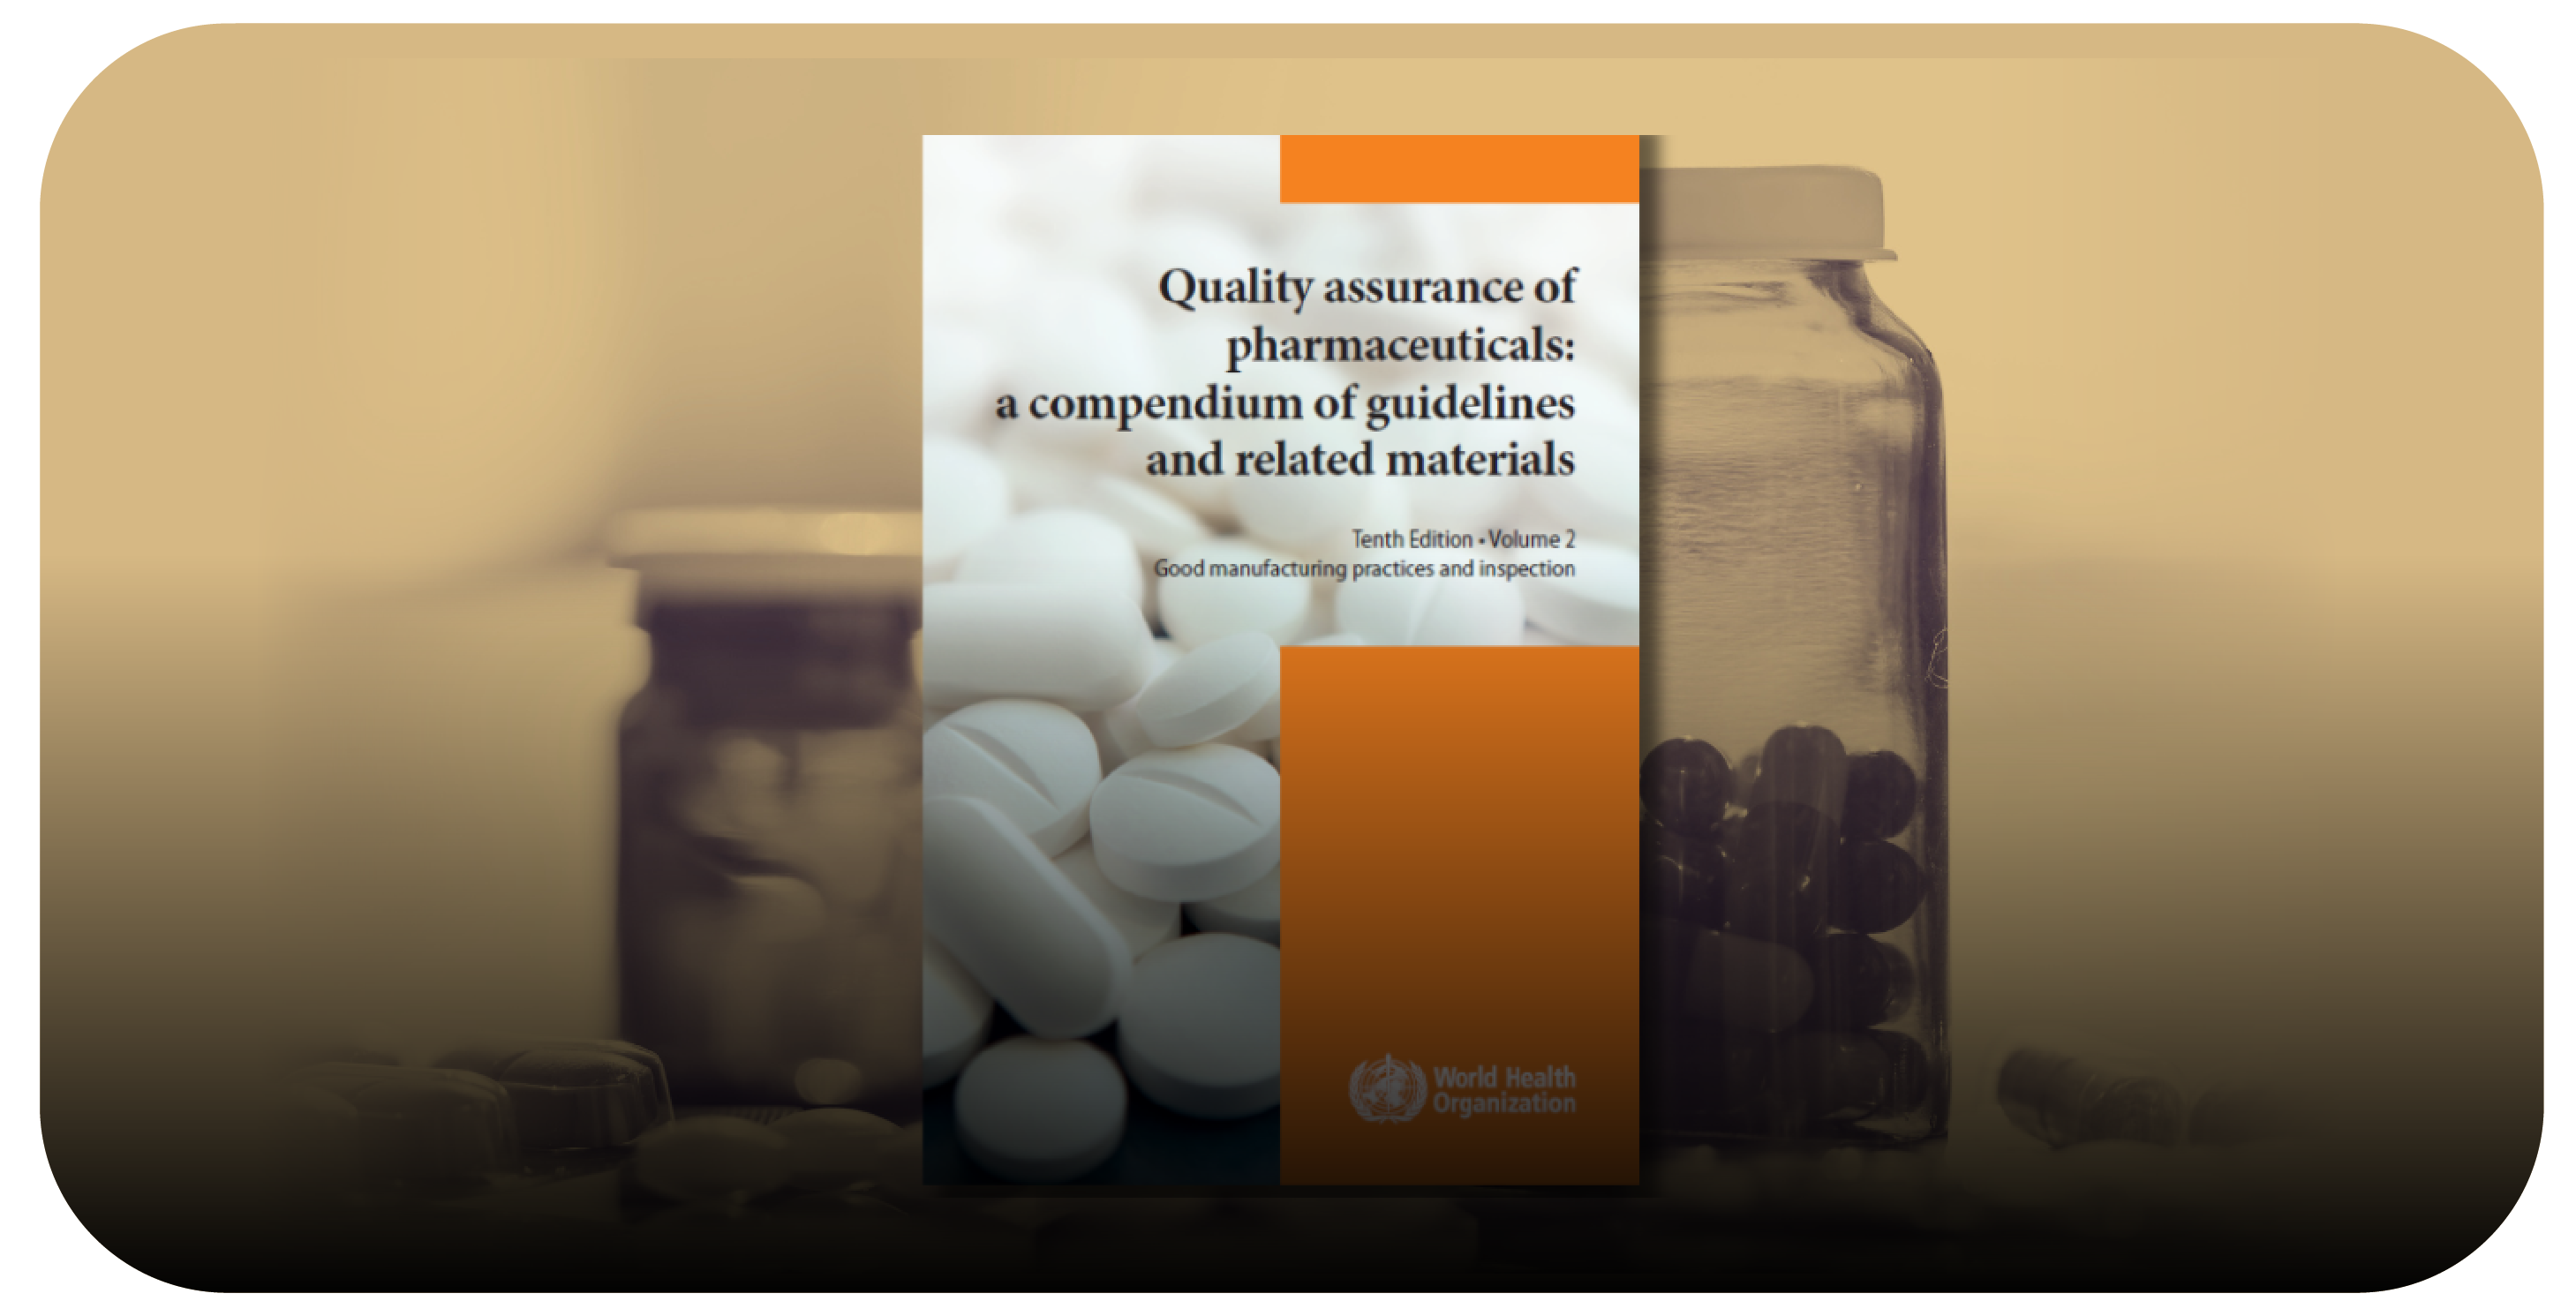 Quality assurance of
pharmaceuticals:
a compendium of guidelines
and related materials
Tenth Edition • Volume 2
Good manufacturing practices and inspection
World Health
Organization